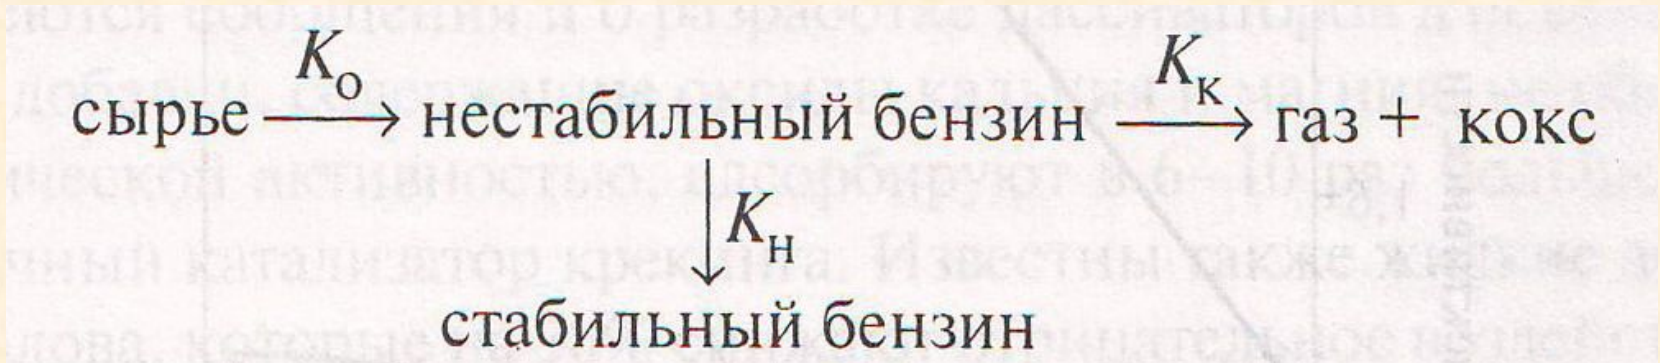 Kо Kк
сырье → нестабильный бензин → газ + кокс
↓ Kн
стабильный бензин